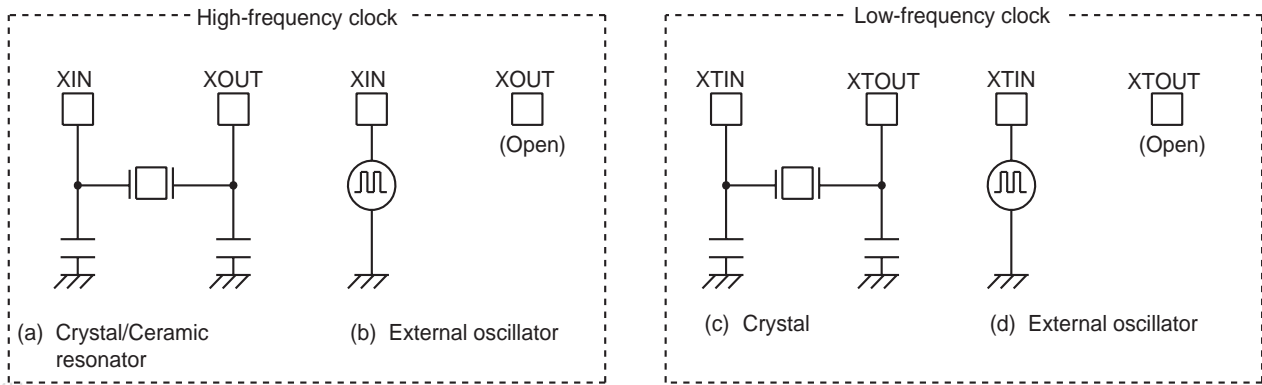 High-frequency clock
XIN
XOUT
XIN
XOUT
(Open)
(a) Crystal/Ceramic
resonator
(b) External oscillator
Low-frequency clock
XTIN
XTOUT
XTIN
XTOUT
(Open)
(c) Crystal
(d) External oscillator